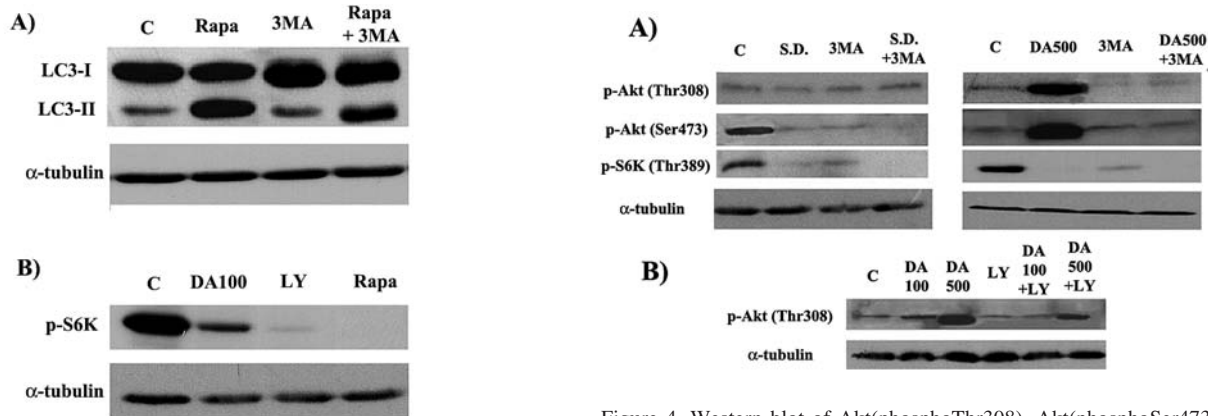 A)
C Rapa 3MA Rapa + 3MA
LC3-I
LC3-II
α-tubulin
B)
C DA100 LY Rapa
p-S6K
α-tubulin
A)
C S.D. 3MA S.D. +3MA
C DA500 3MA DA500 +3MA
p-Akt (Thr308)
p-Akt (Ser473)
p-S6K (Thr389)
α-tubulin
B)
C DA 100 DA 500 LY DA 100 +LY DA 500 +LY
p-Akt (Thr308)
α-tubulin
Figure 4. Western blot of Akt(phosphoThr308), Akt(phosphoSer473